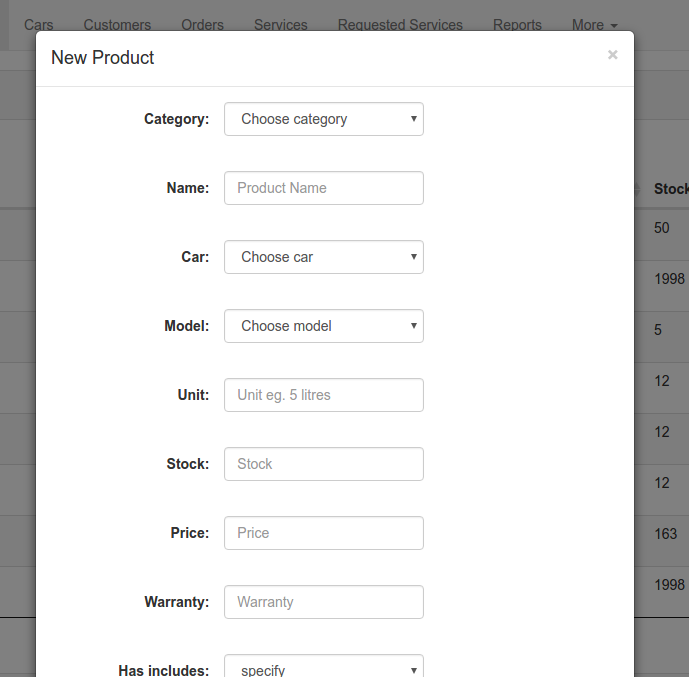 Cars Customers Orders Services Requested Services Reports More
New Product ×
Category: Choose category
Name: Product Name
Car: Choose car
Model: Choose model
Unit: Unit eg. 5 litres
Stock: Stock
Price: Price
Warranty: Warranty
Has includes: specify
Stock
50
1998
5
12
12
12
163
1998